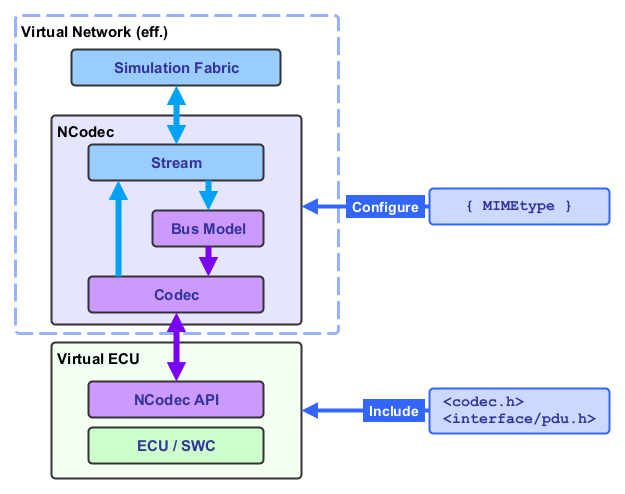 Virtual Network (eff.)
Simulation Fabric
NCodec
Stream
Bus Model
Codec
Configure
{ MIMEtype }
Virtual ECU
NCodec API
ECU / SWC
Include
<codec.h>
<interface/pdu.h>